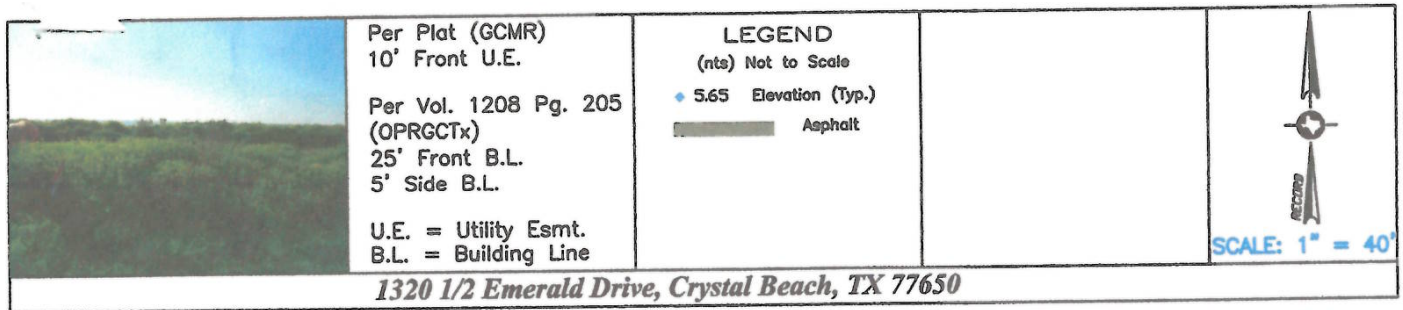 Per Plat (GCMR)
10' Front U.E.
Per Vol. 1208 Pg. 205
(OPRGCTx)
25' Front B.L.
5' Side B.L.
U.E. = Utility Esmt.
B.L. = Building Line
LEGEND
(nts) Not to Scale
5.65 Elevation (Typ.)
Asphalt
RECORD
SCALE: 1" = 40'
1320 1/2 Emerald Drive, Crystal Beach, TX 77650